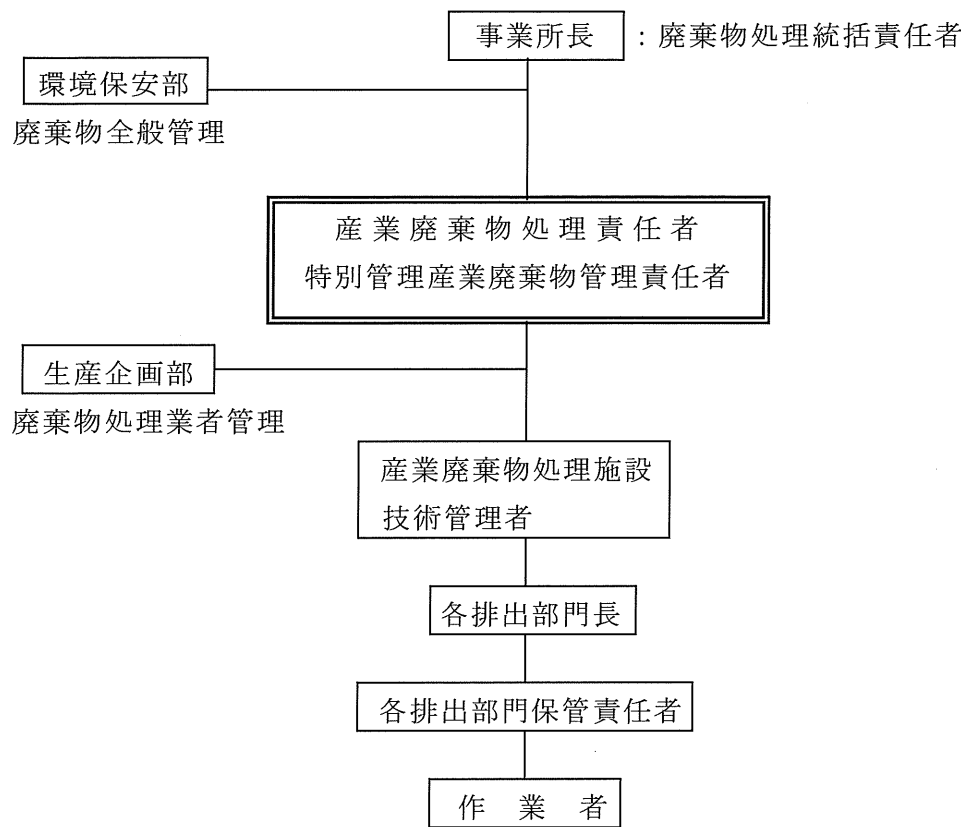 事業所長 ：廃棄物処理統括責任者
環境保安部
廃棄物全般管理
産業廃棄物処理責任者
特別管理産業廃棄物管理責任者
生産企画部
廃棄物処理業者管理
産業廃棄物処理施設
技術管理者
各排出部門長
各排出部門保管責任者
作業者